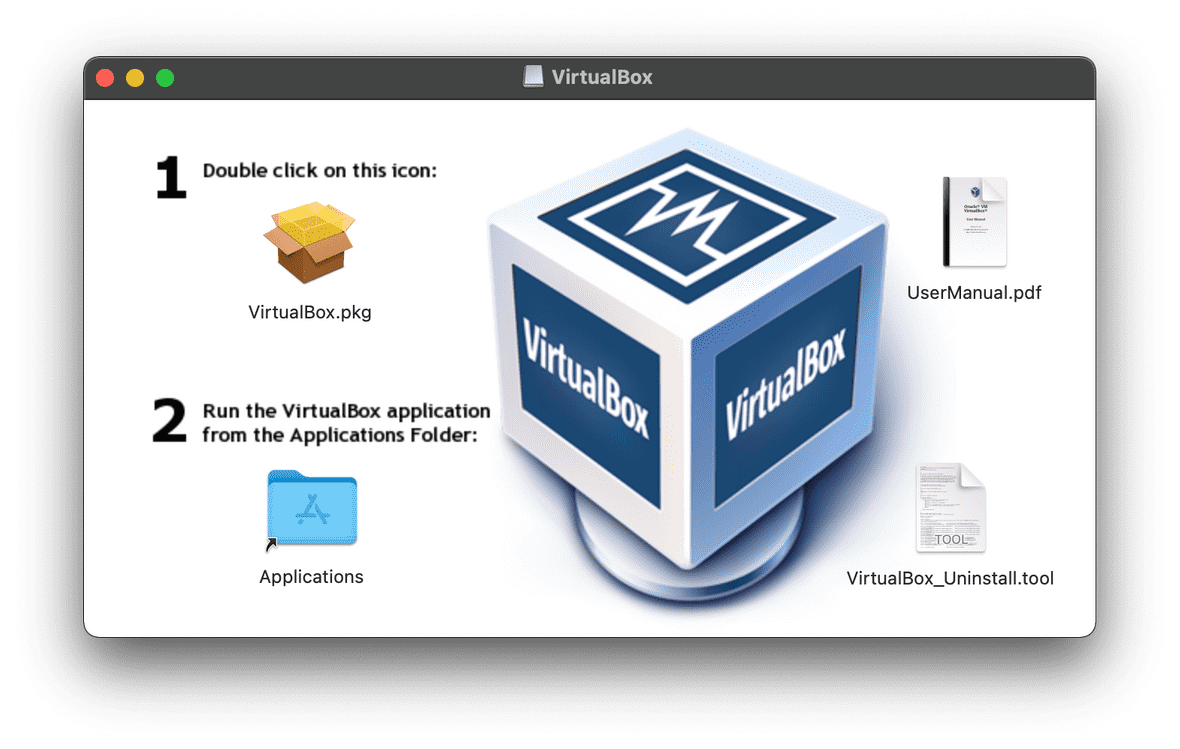 VirtualBox
1 Double click on this icon:
VirtualBox.pkg
2 Run the VirtualBox application
from the Applications Folder:
Applications
VirtualBox
VirtualBox
Oracle® VM
VirtualBox®
User Manual
UserManual.pdf
TOOL
VirtualBox_Uninstall.tool